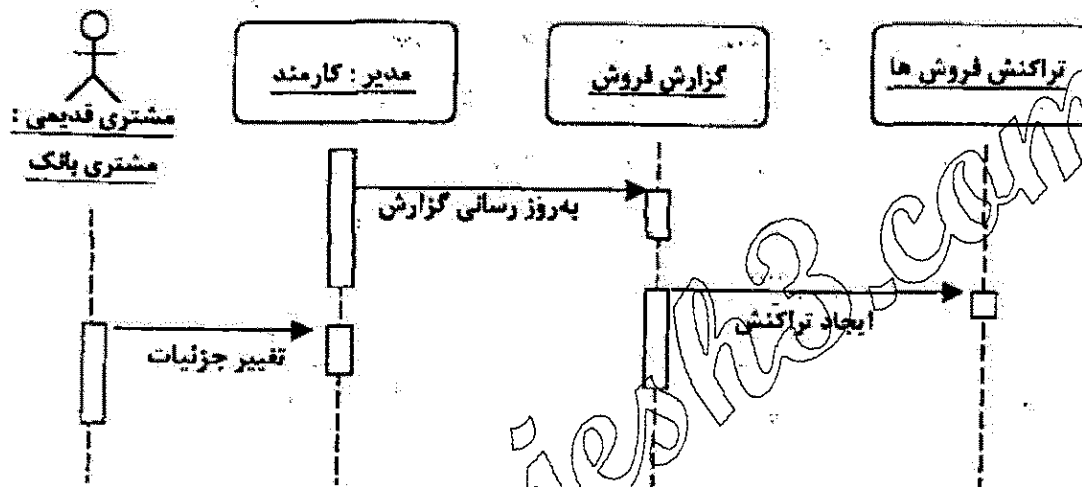 مشتری قدیمی :
مشتری بانک
مدیر : کارمند
گزارش فروش
تراکنش فروش ها
به‌روز رسانی گزارش
ایجاد تراکنش
تغییر جزئیات